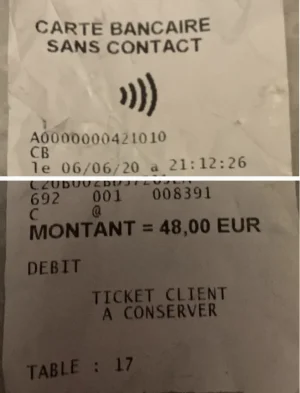 CARTE BANCAIRE
SANS CONTACT
A0000000421010
CB
le 06/06/20 a 21:12:26
692 001 008391
C @
MONTANT = 48,00 EUR
DEBIT
TICKET CLIENT
A CONSERVER
TABLE : 17